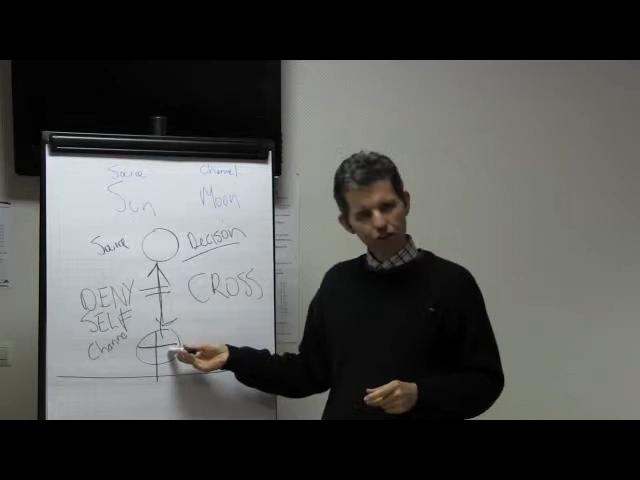 Source Channel
Sun Moon
Source Decision
DENY CROSS
SELF
Channel